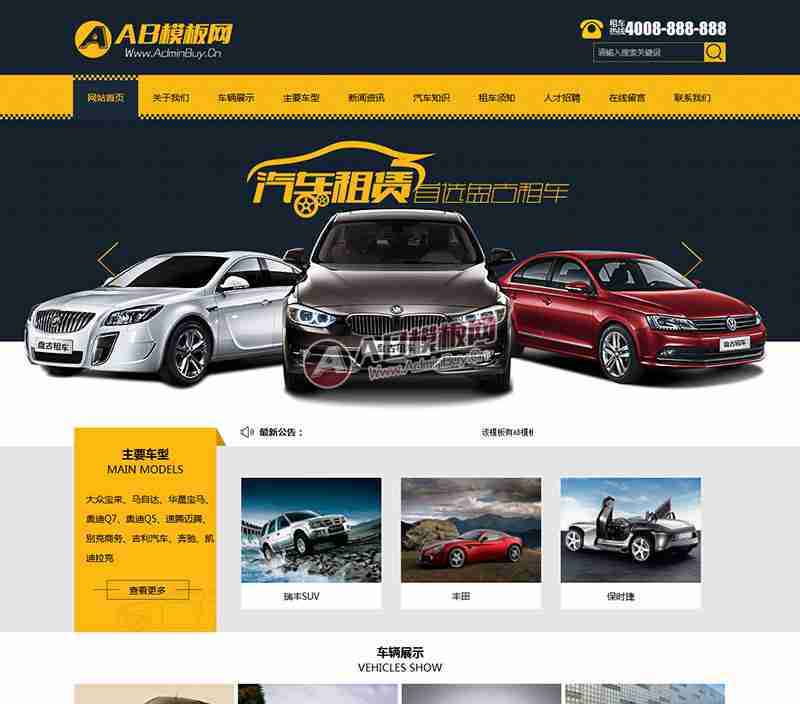 AB模板网
Www.AdminBuy.Cn
租车
热线
4008-888-888
请输入搜索关键词
网站首页
关于我们
车辆展示
主要车型
新闻资讯
汽车知识
租车须知
人才招聘
在线留言
联系我们
汽车租赁 首选盘古租车
盘古租车
盘古租车
AB模板网
Www.AdminBuy.Cn
最新公告：
该模板有AB模板
主要车型
MAIN MODELS
大众宝来、马自达、华晨宝马、
奥迪Q7、奥迪Q5、速腾迈腾、
别克商务、吉利汽车、奔驰、凯
迪拉克
查看更多
瑞丰SUV
丰田
保时捷
车辆展示
VEHICLES SHOW